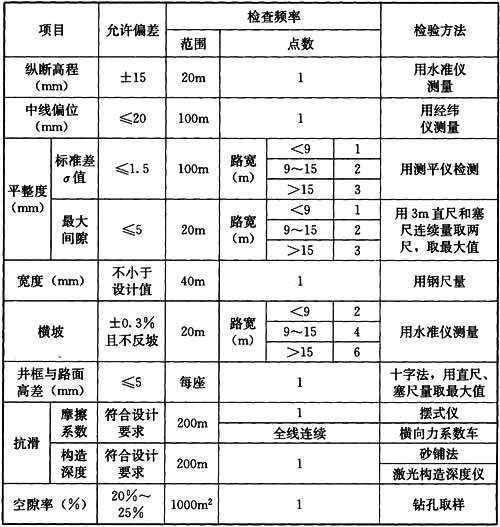 项目 允许偏差 检查频率 检验方法
范围 点数
纵断高程
（mm） ±15 20m 1 用水准仪
测量
中线偏位
（mm） ≤20 100m 1 用经纬
仪测量
平整度
（mm） 标准差
σ值 ≤1.5 100m 路宽
（m） <9 1 用测平仪检测
9～15 2
>15 3
最大
间隙 ≤5 20m 路宽
（m） <9 1 用3m直尺和塞
尺连续量取两
尺，取最大值
9～15 2
>15 3
宽度（mm） 不小于
设计值 40m 1 用钢尺量
横坡 ±0.3%
且不反坡 20m 路宽
（m） <9 2 用水准仪测量
9～15 4
>15 6
井框与路面
高差（mm） ≤5 每座 1 十字法，用直尺、
塞尺量取最大值
抗滑 摩擦
系数 符合设计
要求 200m 1 摆式仪
全线连续 横向力系数车
构造
深度 符合设计
要求 200m 1 砂铺法
激光构造深度仪
空隙率（%） 20%～
25% 1000m² 1 钻孔取样